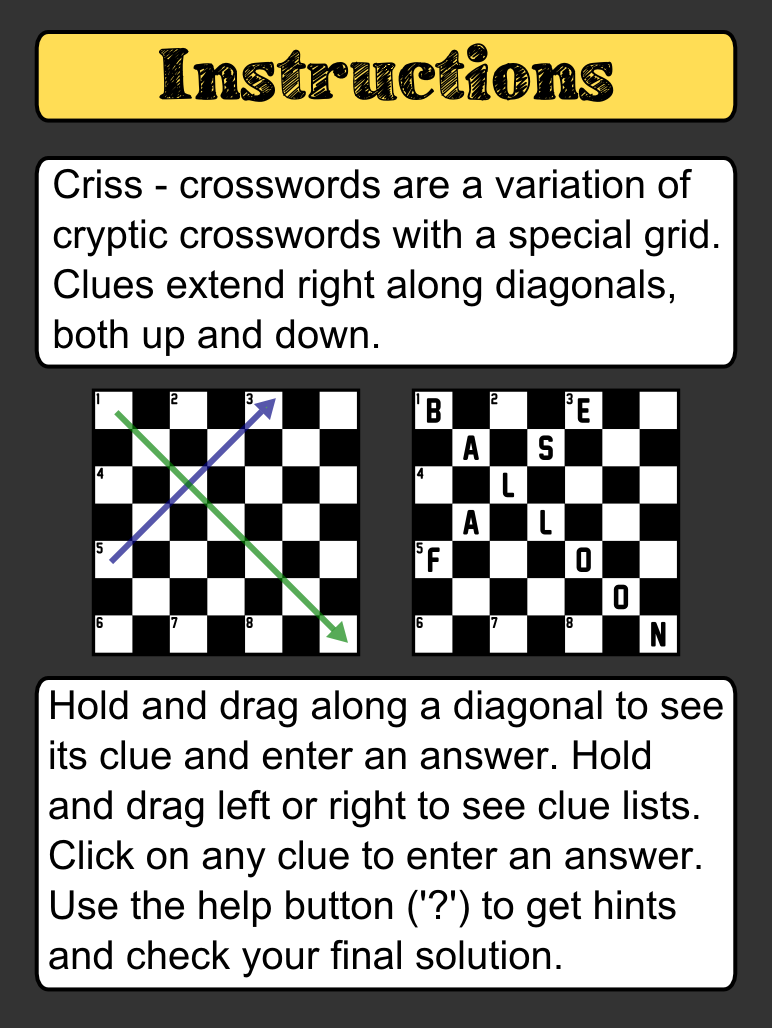 Instructions
Criss - crosswords are a variation of
cryptic crosswords with a special grid.
Clues extend right along diagonals,
both up and down.
1 2 3
4
5
6 7 8
1 B 2 3 E
A S
4 L
A L
5 F O
O
6 7 8 N
Hold and drag along a diagonal to see
its clue and enter an answer. Hold
and drag left or right to see clue lists.
Click on any clue to enter an answer.
Use the help button ('?') to get hints
and check your final solution.